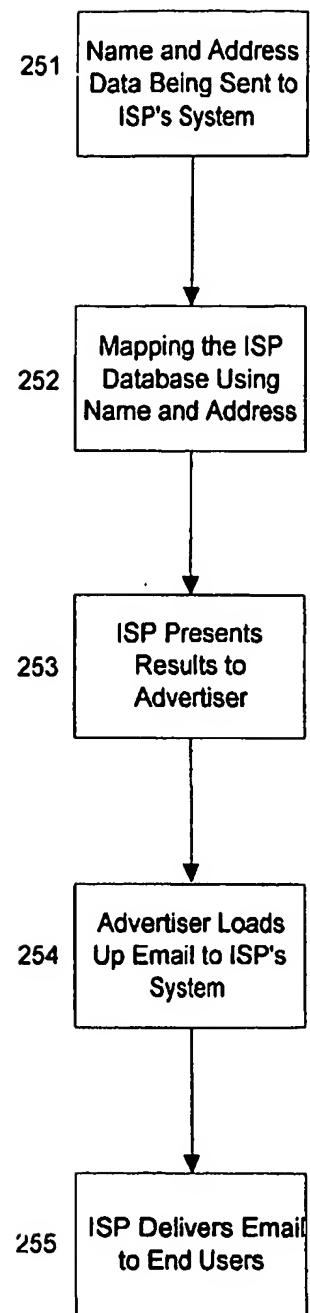 251
Name and Address
Data Being Sent to
ISP's System
252
Mapping the ISP
Database Using
Name and Address
253
ISP Presents
Results to
Advertiser
254
Advertiser Loads
Up Email to ISP's
System
255
ISP Delivers Email
to End Users